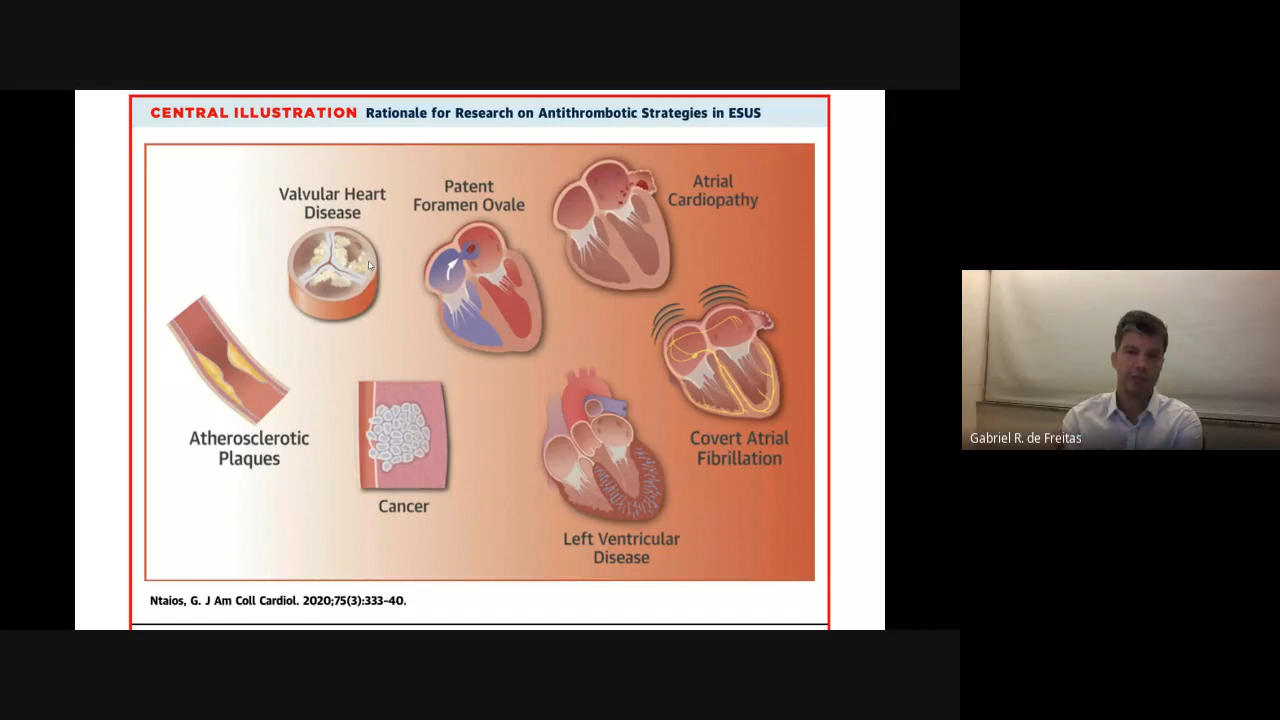 CENTRAL ILLUSTRATION Rationale for Research on Antithrombotic Strategies in ESUS
Valvular Heart
Disease
Patent
Foramen Ovale
Atrial
Cardiopathy
Atherosclerotic
Plaques
Cancer
Left Ventricular
Disease
Covert Atrial
Fibrillation
Ntaios, G. J Am Coll Cardiol. 2020;75(3):333–40.
Gabriel R. de Freitas